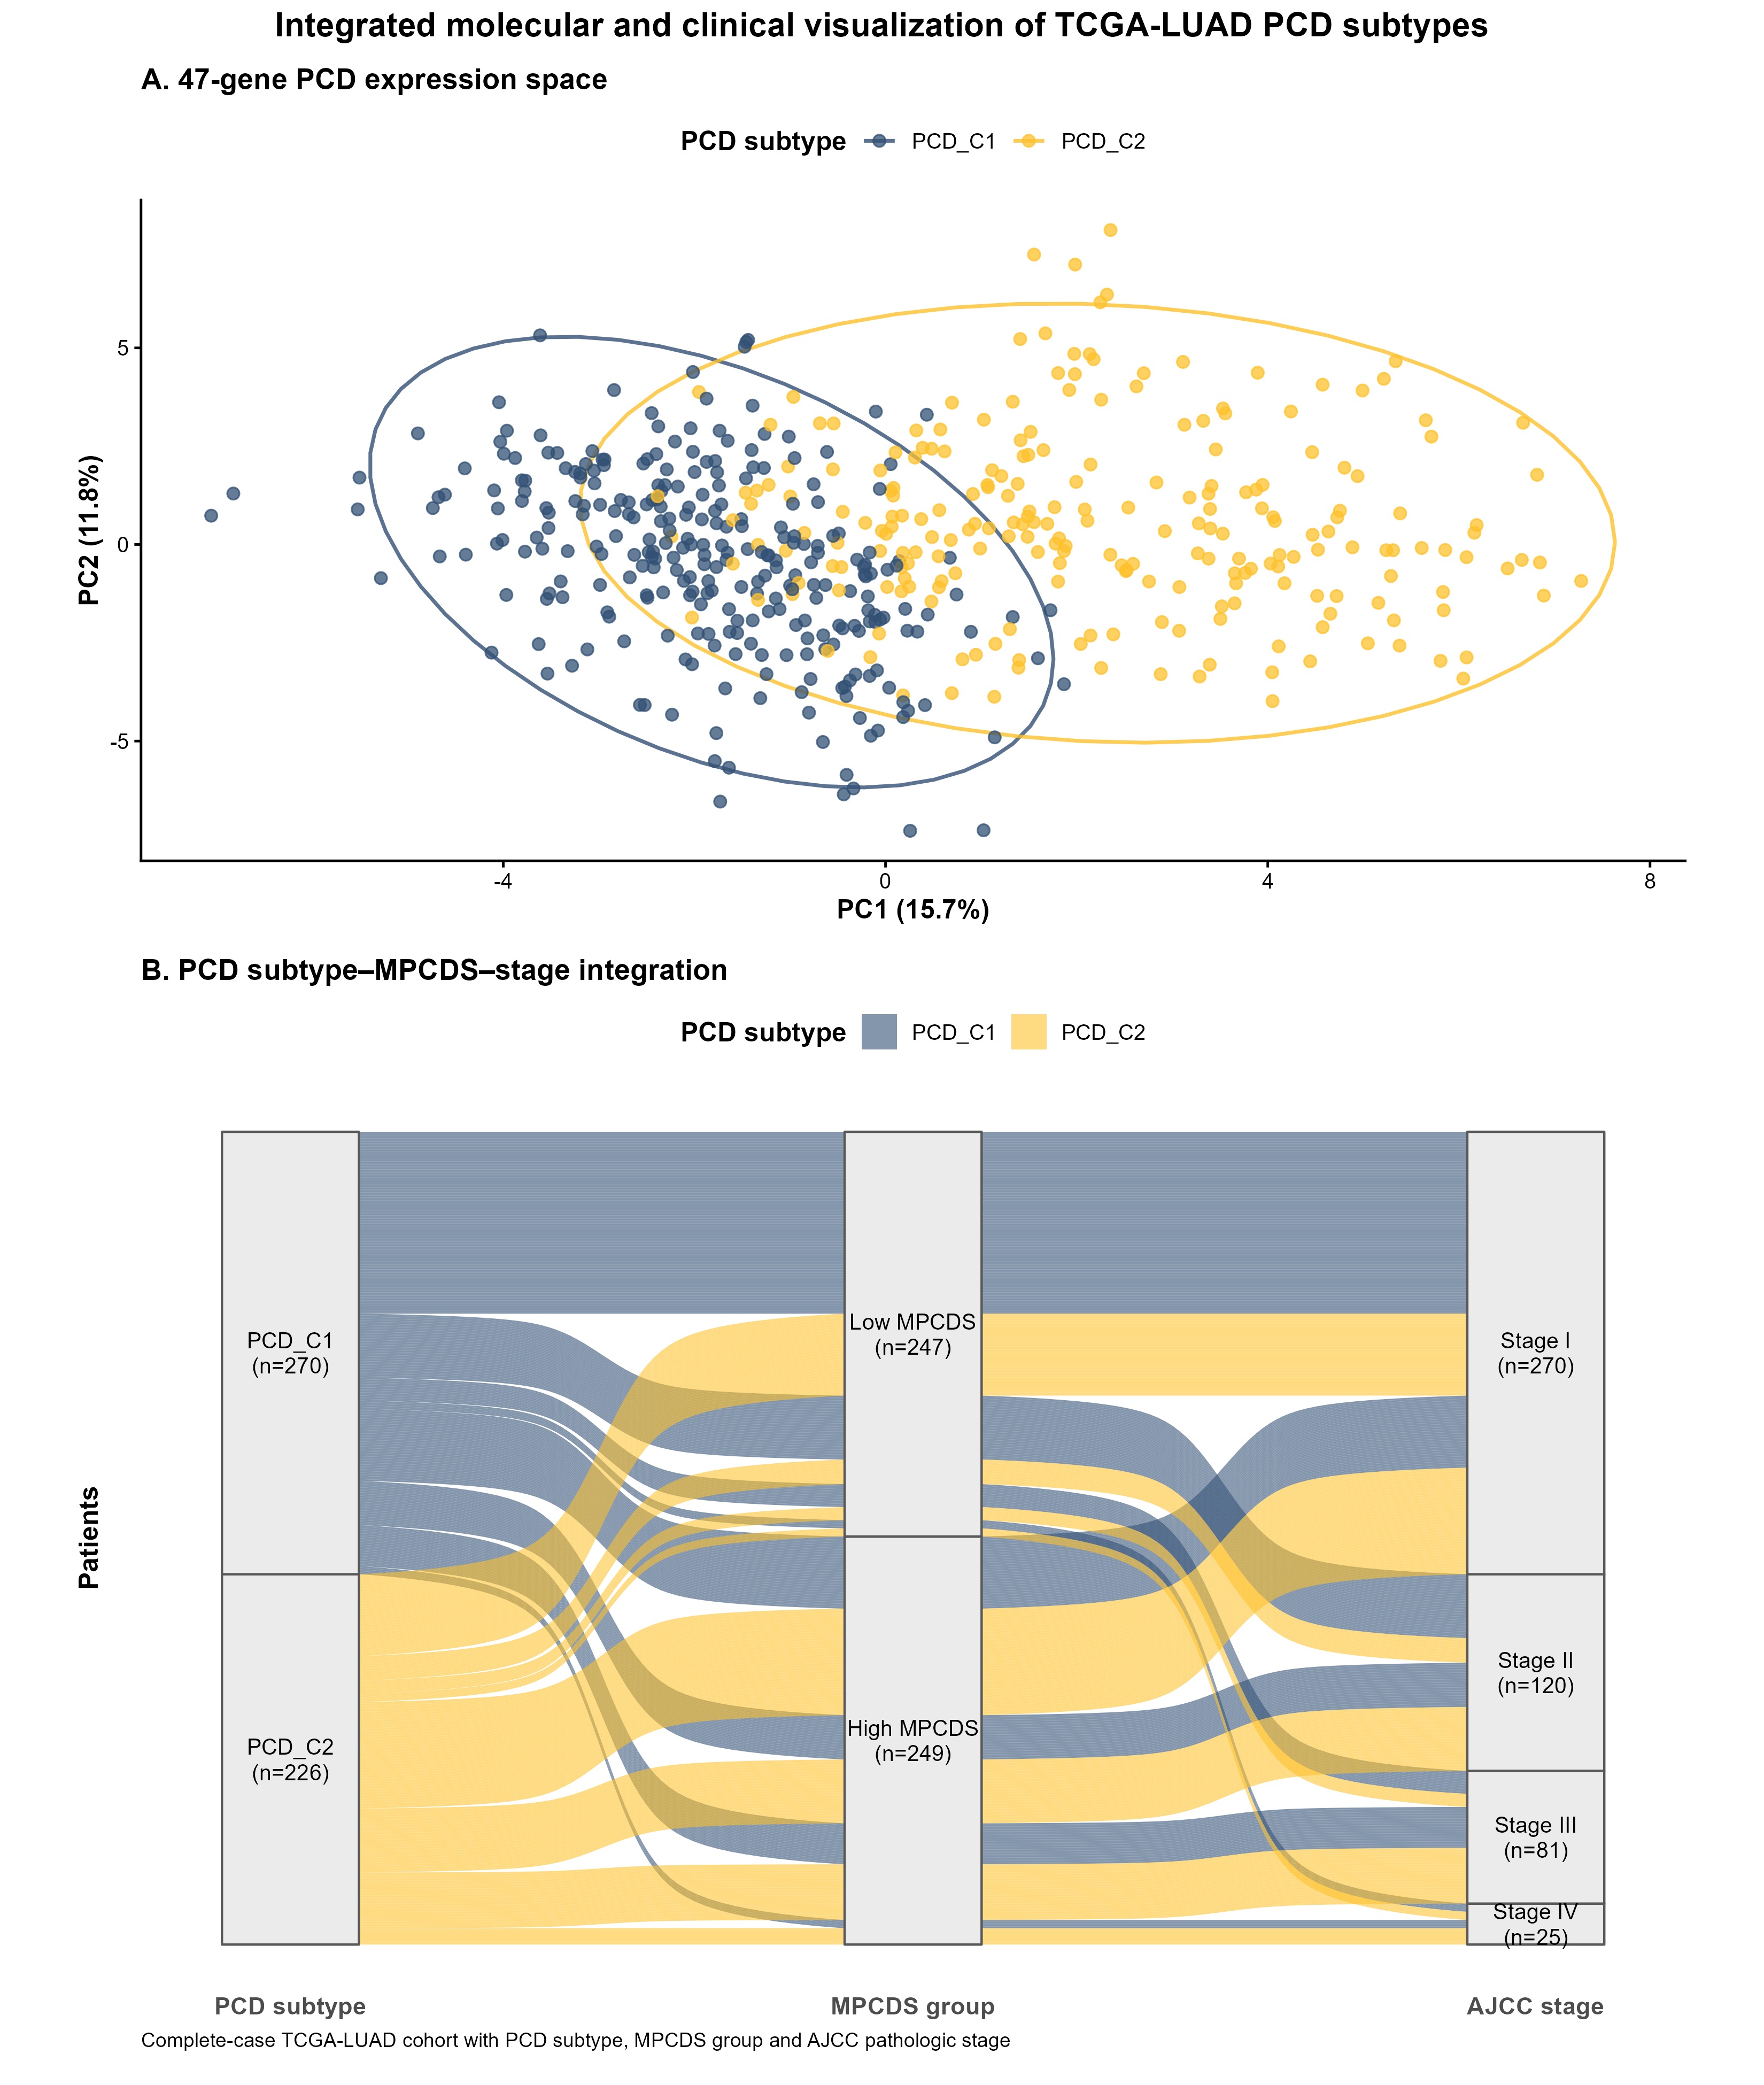 Integrated molecular and clinical visualization of TCGA-LUAD PCD subtypes
A. 47-gene PCD expression space
PCD subtype PCD_C1 PCD_C2
PC2 (11.8%)
5
0
-5
-4 0 4 8
PC1 (15.7%)
B. PCD subtype–MPCDS–stage integration
PCD subtype PCD_C1 PCD_C2
Patients
PCD_C1
(n=270)
PCD_C2
(n=226)
Low MPCDS
(n=247)
High MPCDS
(n=249)
Stage I
(n=270)
Stage II
(n=120)
Stage III
(n=81)
Stage IV
(n=25)
PCD subtype MPCDS group AJCC stage
Complete-case TCGA-LUAD cohort with PCD subtype, MPCDS group and AJCC pathologic stage